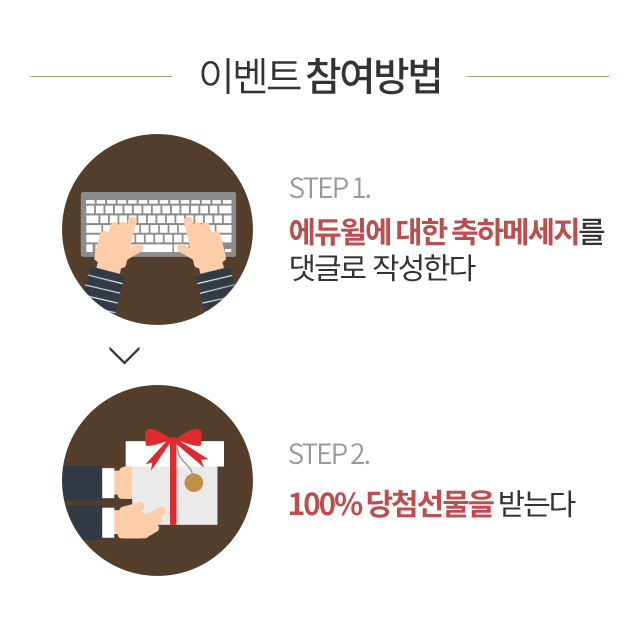 이벤트 참여방법
STEP 1.
에듀윌에 대한 축하메세지를
댓글로 작성한다
STEP 2.
100% 당첨선물을 받는다